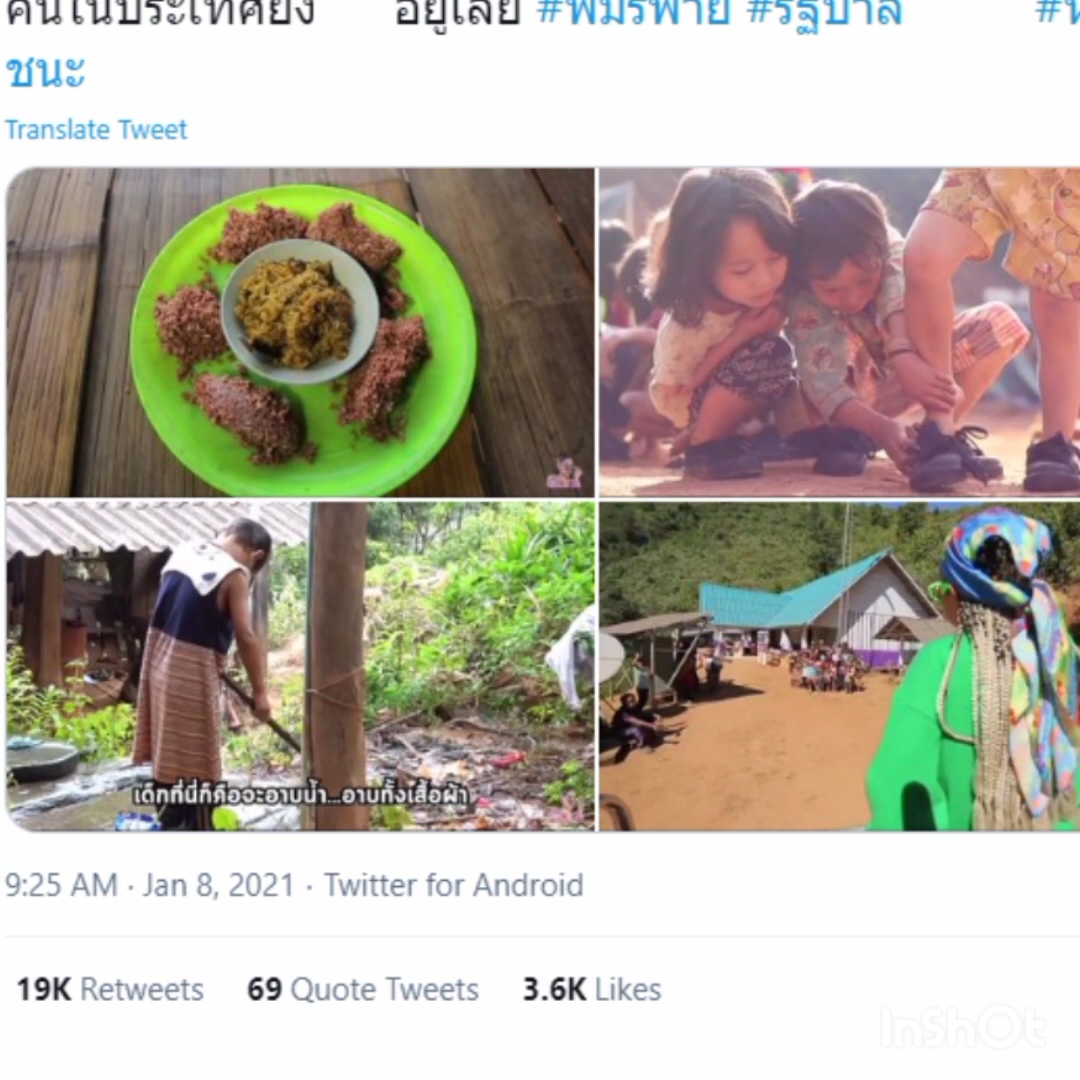 คนในประเทศยัง อยู่เลย #พิมรี่พาย #รัฐบาล
ชนะ
Translate Tweet
เด็กที่นี่ก็คือจะอาบน้ำ...อาบทั้งเสื้อผ้า
9:25 AM · Jan 8, 2021 · Twitter for Android
19K Retweets 69 Quote Tweets 3.6K Likes
InShOt